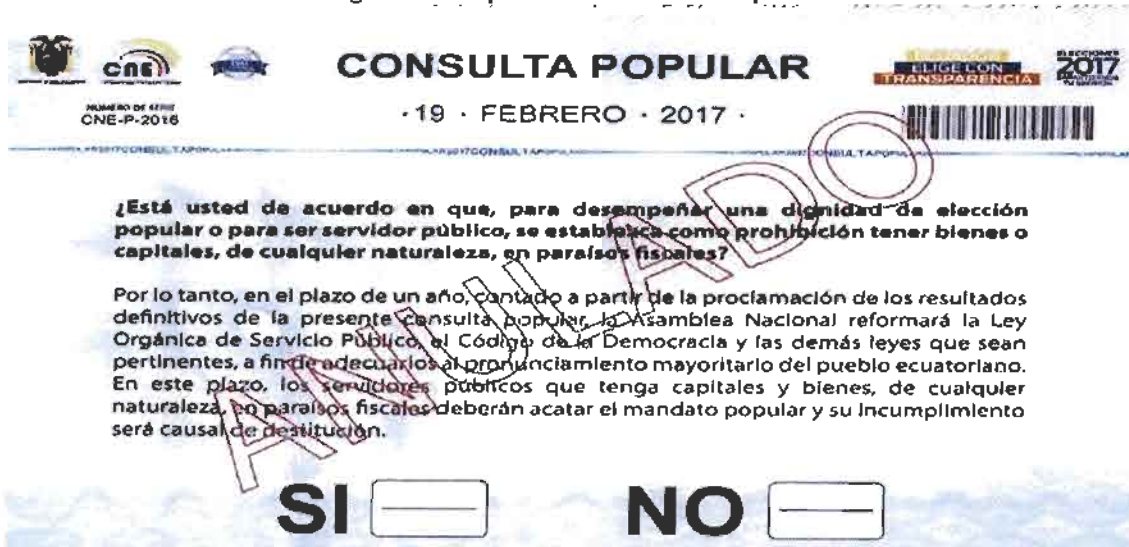 cne
CONSULTA POPULAR
ELIGE CON
TRANSPARENCIA
ELECCIONES
2017
NUMERO DE SERIE
CNE-P-2016
·19 · FEBRERO · 2017 ·
¿Está usted de acuerdo en que, para desempeñar una dignidad de elección
popular o para ser servidor público, se establezca como prohibición tener bienes o
capitales, de cualquier naturaleza, en paraísos fiscales?
Por lo tanto, en el plazo de un año, contado a partir de la proclamación de los resultados
definitivos de la presente consulta popular, la Asamblea Nacional reformará la Ley
Orgánica de Servicio Público, el Código de la Democracia y las demás leyes que sean
pertinentes, a fin de adecuarlos al pronunciamiento mayoritario del pueblo ecuatoriano.
En este plazo, los servidores públicos que tenga capitales y bienes, de cualquier
naturaleza, en paraísos fiscales deberán acatar el mandato popular y su incumplimiento
será causal de destitución.
ANULADO
SI NO